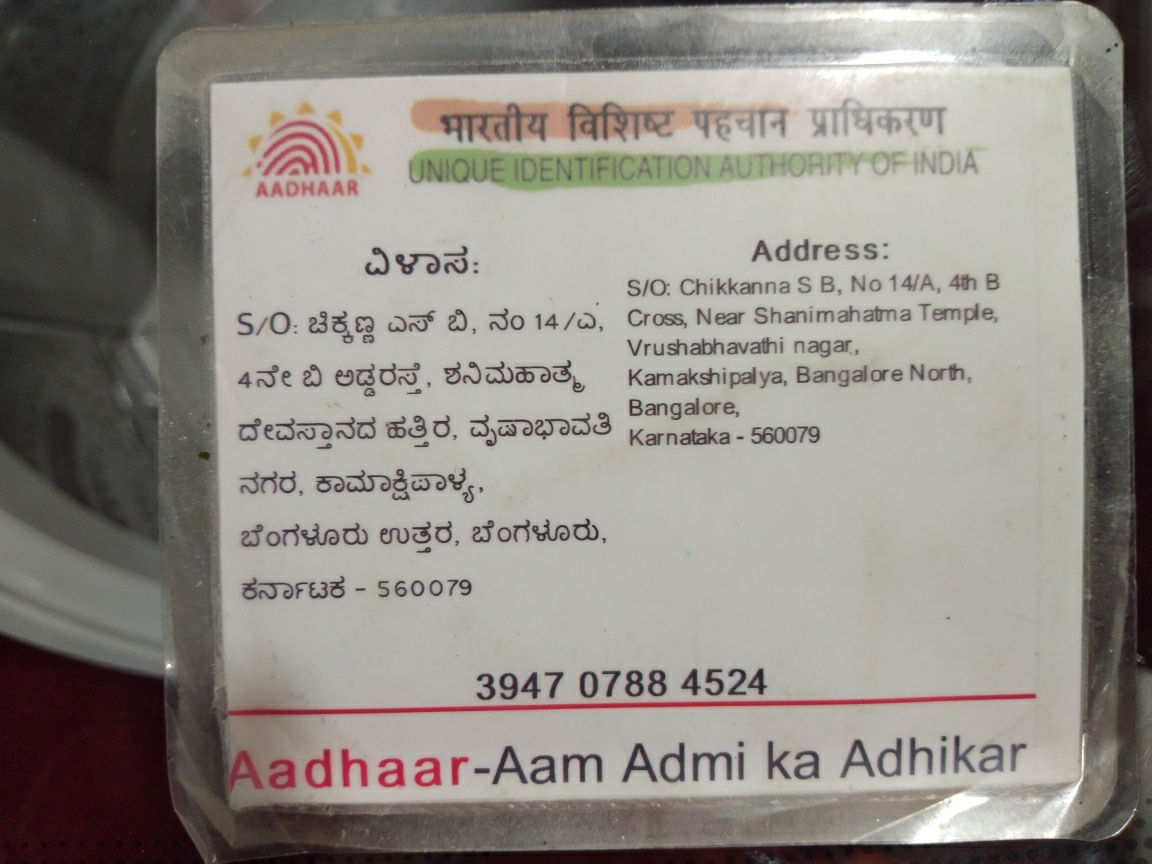 भारतीय विशिष्ट पहचान प्राधिकरण
UNIQUE IDENTIFICATION AUTHORITY OF INDIA
AADHAAR
ವಿಳಾಸ:
S/O: ಚಿಕ್ಕಣ್ಣ ಎಸ್ ಬಿ, ನಂ 14/ಎ,
4ನೇ ಬಿ ಅಡ್ಡರಸ್ತೆ, ಶನಿಮಹಾತ್ಮ
ದೇವಸ್ತಾನದ ಹತ್ತಿರ, ವೃಷಾಭಾವತಿ
ನಗರ, ಕಾಮಾಕ್ಷಿಪಾಳ್ಯ,
ಬೆಂಗಳೂರು ಉತ್ತರ, ಬೆಂಗಳೂರು,
ಕರ್ನಾಟಕ - 560079
Address:
S/O: Chikkanna S B, No 14/A, 4th B
Cross, Near Shanimahatma Temple,
Vrushabhavathi nagar,
Kamakshipalya, Bangalore North,
Bangalore,
Karnataka - 560079
3947 0788 4524
Aadhaar-Aam Admi ka Adhikar